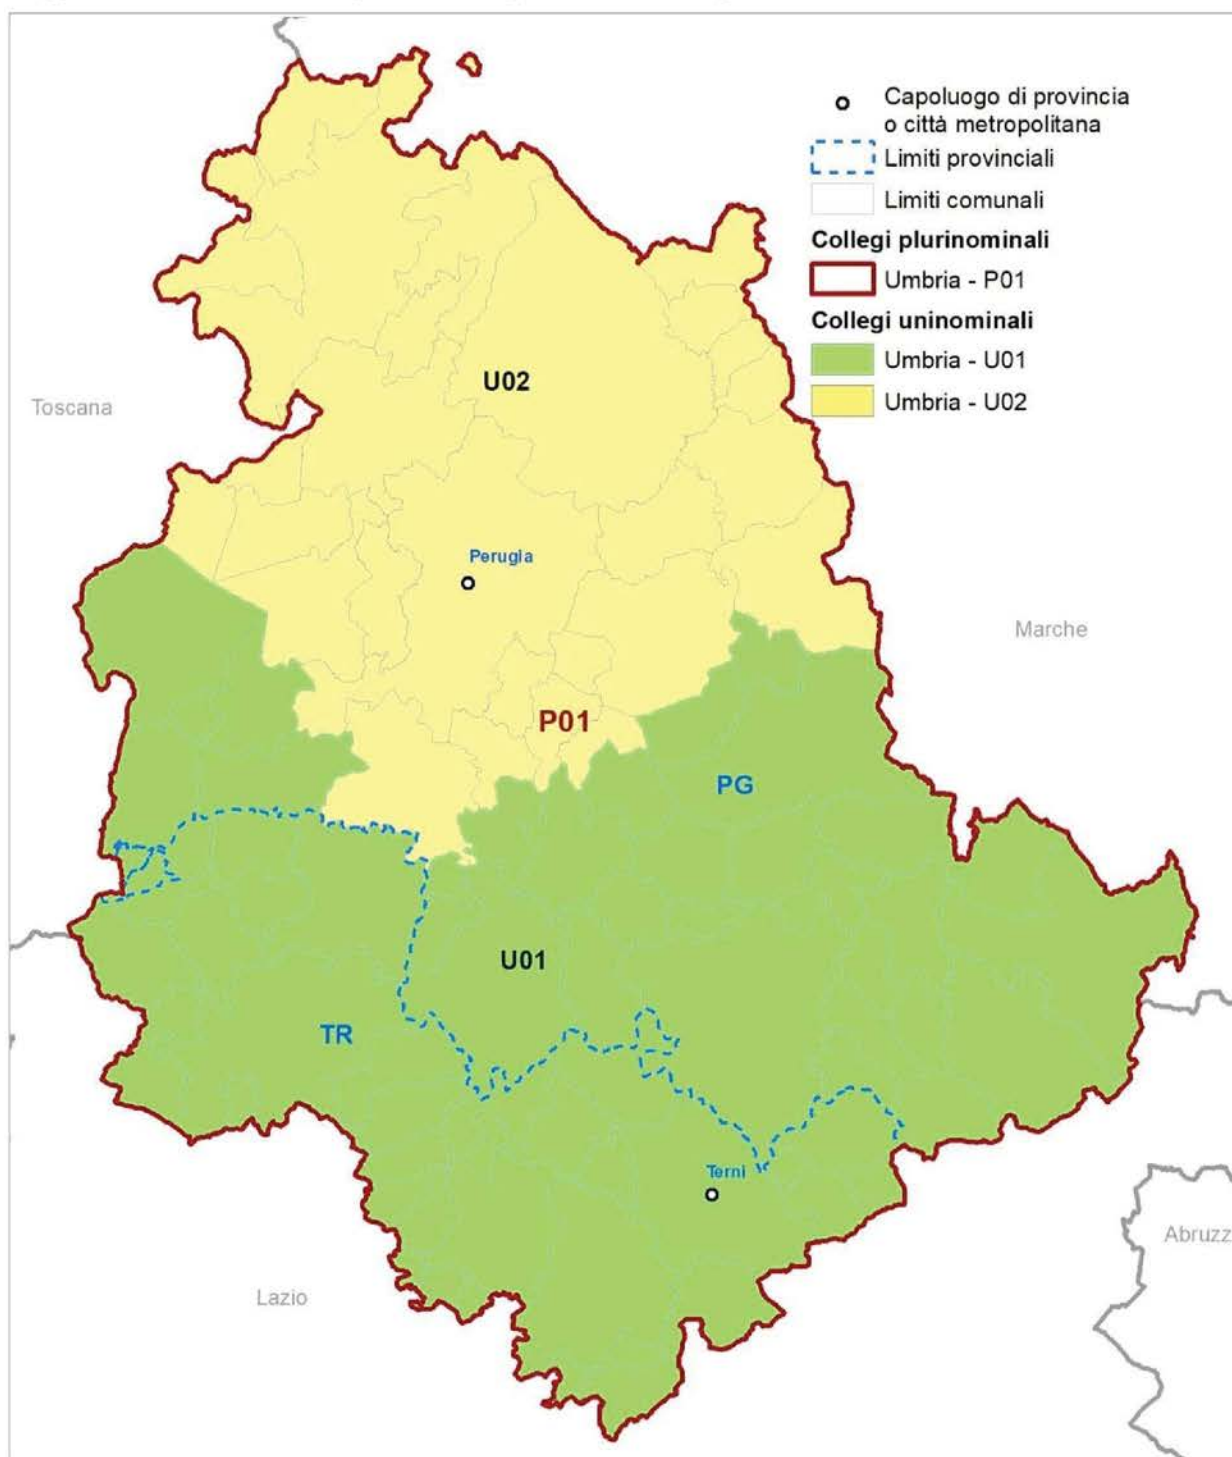 Capoluogo di provincia
o città metropolitana
Limiti provinciali
Limiti comunali
Collegi plurinominali
Umbria - P01
Collegi uninominali
Umbria - U01
Umbria - U02
U02
Toscana
Perugia
Marche
P01
PG
U01
TR
Terni
Abruzz
Lazio